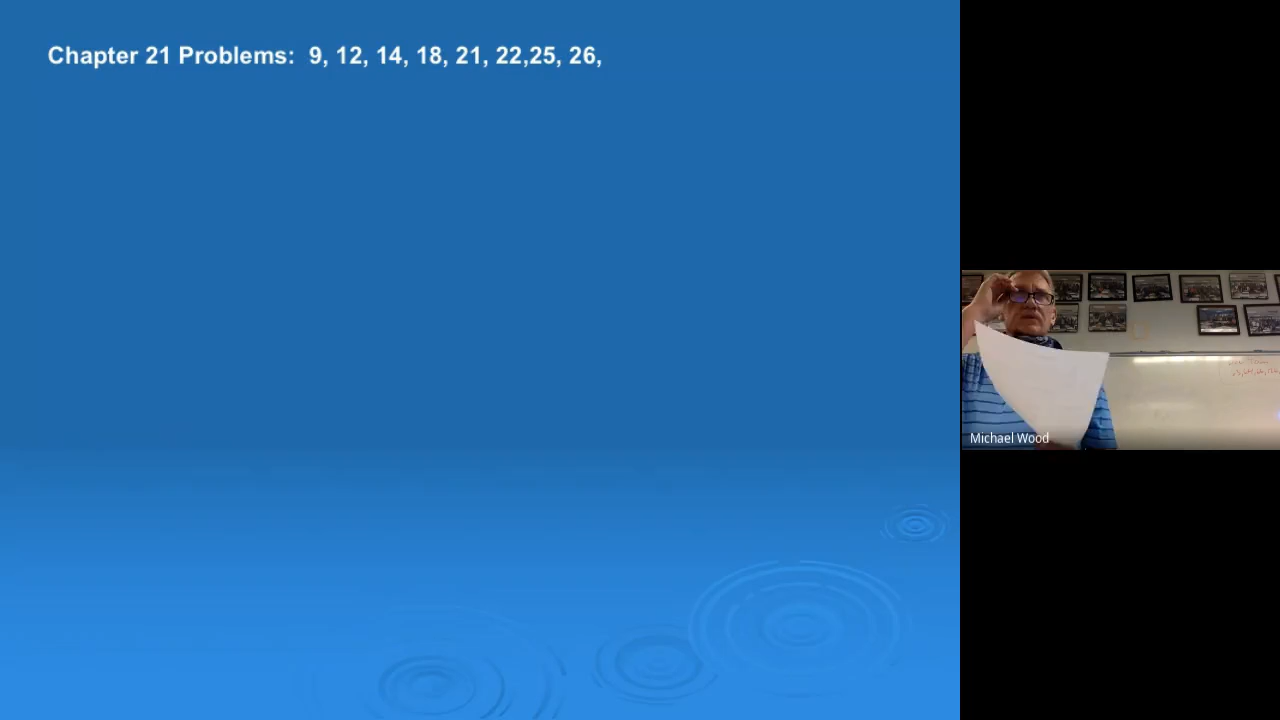 Chapter 21 Problems:  9, 12, 14, 18, 21, 22,25, 26,
Michael Wood